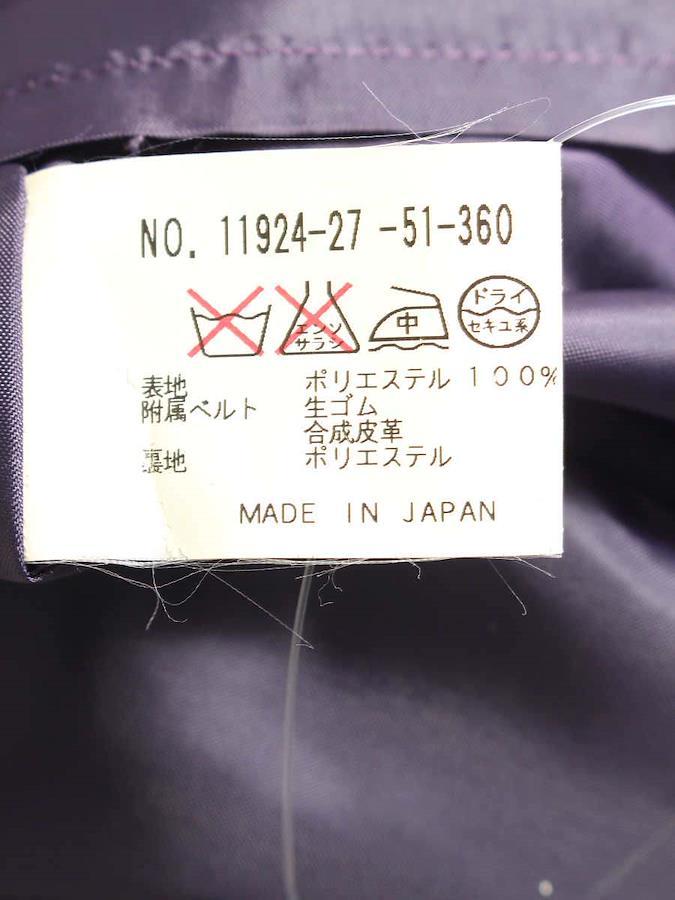 NO. 11924-27 -51-360
エンソ
サラシ
中
ドライ
セキユ系
表地 ポリエステル 100%
附属ベルト 生ゴム
合成皮革
裏地 ポリエステル
MADE IN JAPAN